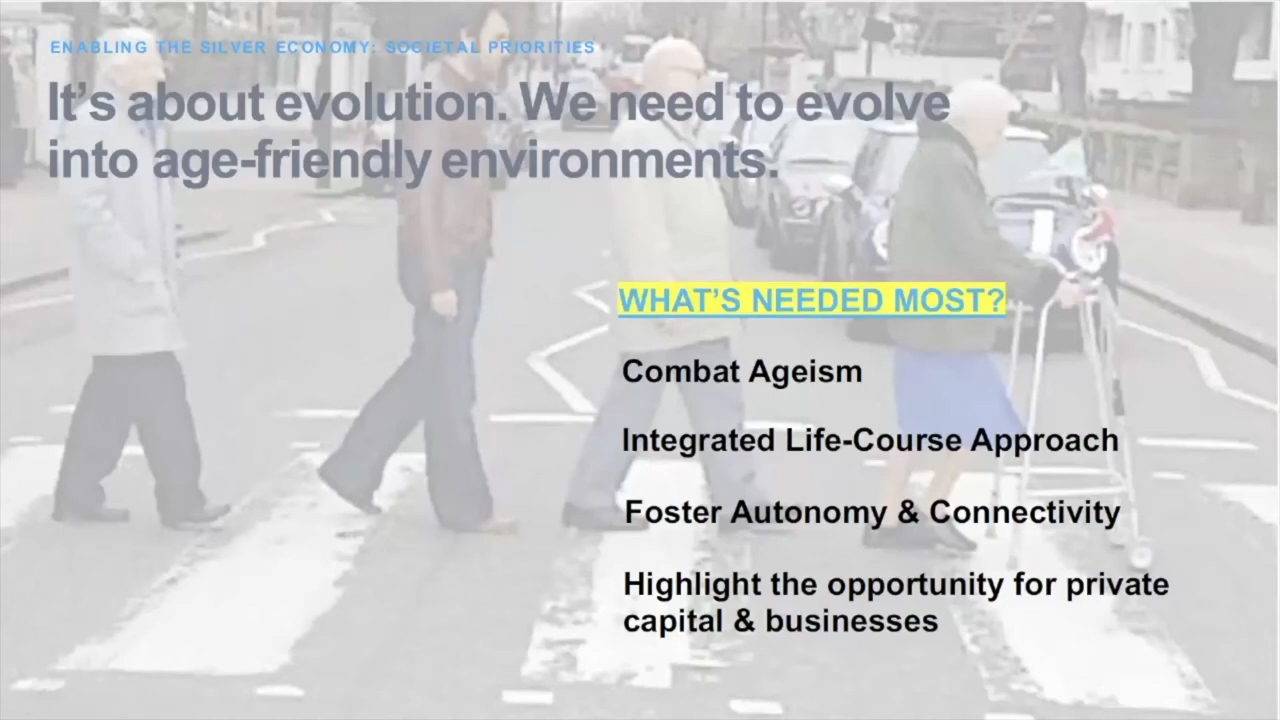 ENABLING THE SILVER ECONOMY: SOCIETAL PRIORITIES
It’s about evolution. We need to evolve
into age-friendly environments.
WHAT’S NEEDED MOST?
Combat Ageism
Integrated Life-Course Approach
Foster Autonomy & Connectivity
Highlight the opportunity for private
capital & businesses